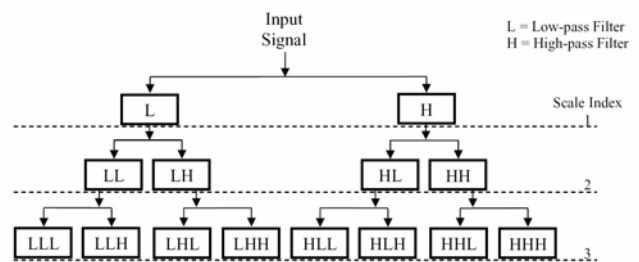 Input
Signal
L = Low-pass Filter
H = High-pass Filter
L H
Scale Index
1
LL LH HL HH
2
LLL LLH LHL LHH HLL HLH HHL HHH
3